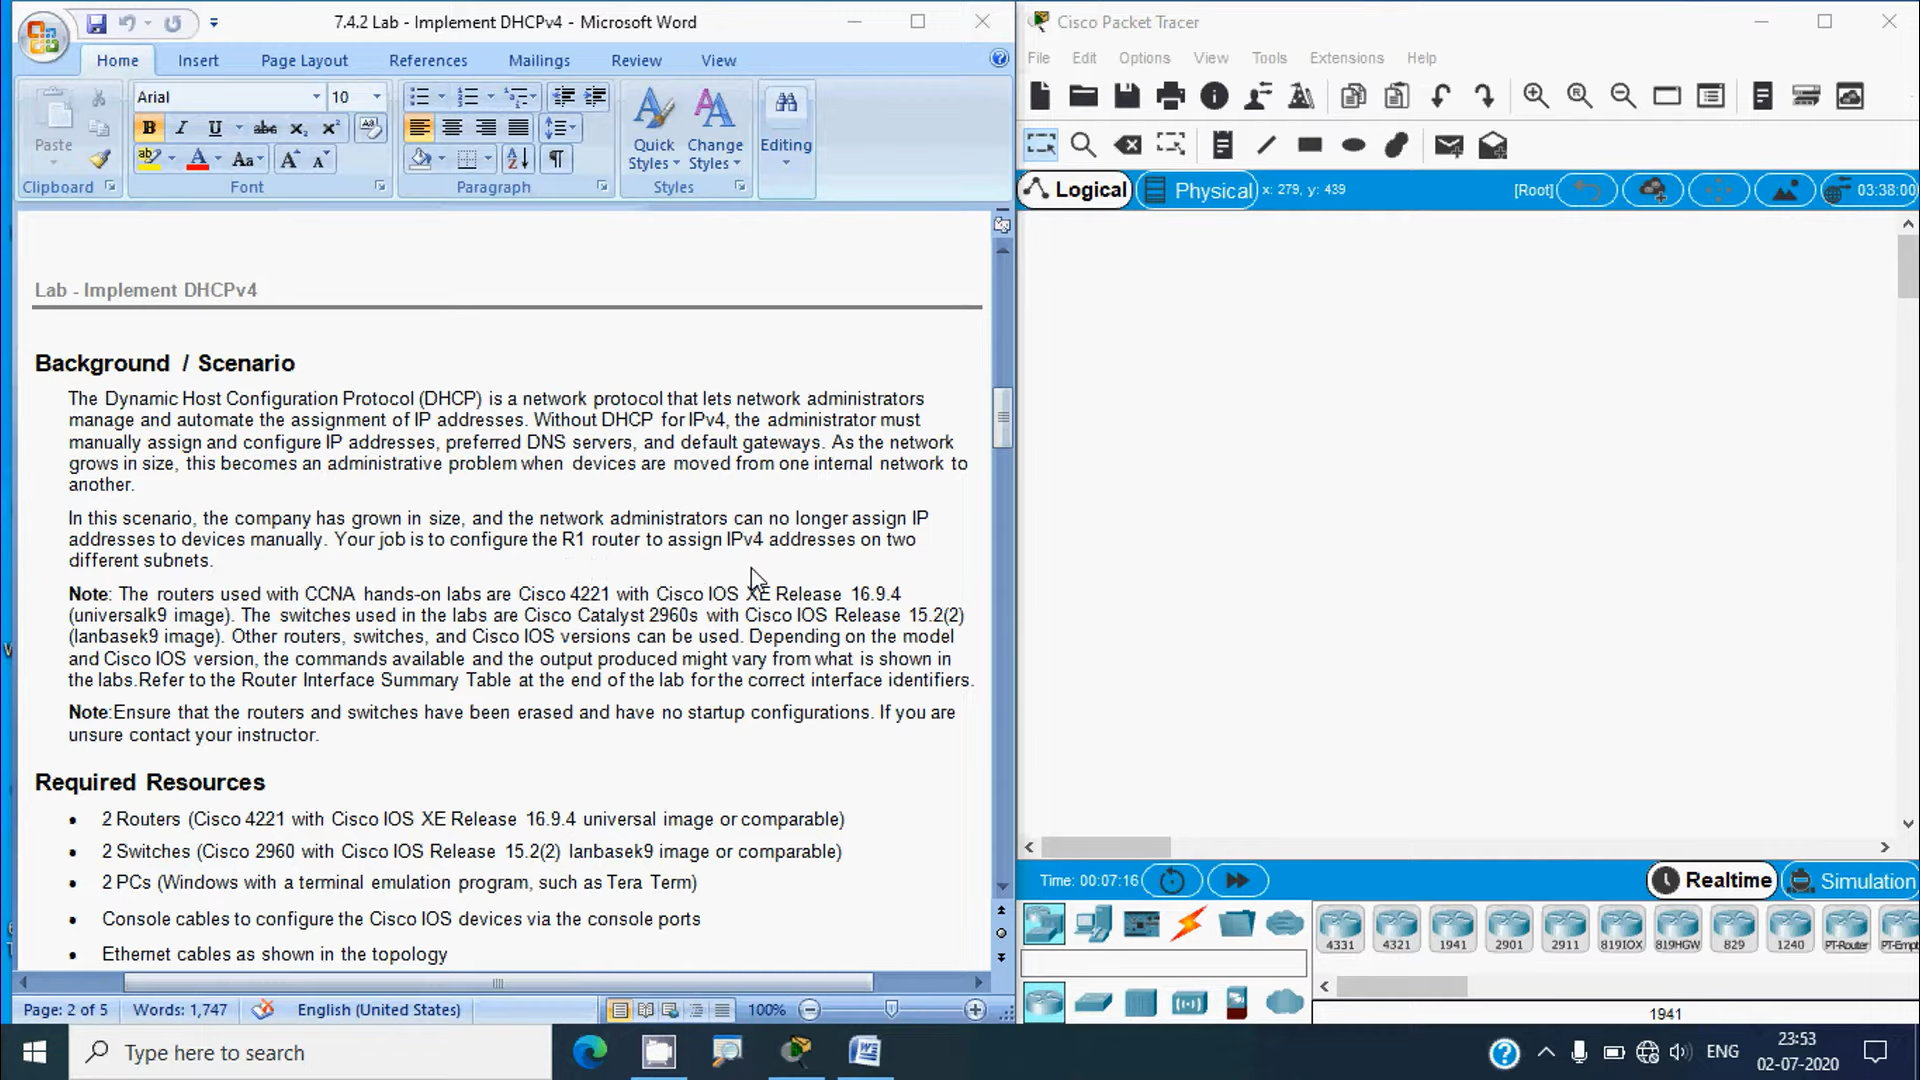 7.4.2 Lab - Implement DHCPv4 - Microsoft Word
Home Insert Page Layout References Mailings Review View
Arial 10
Paste
Quick Styles
Change Styles
Editing
Clipboard Font Paragraph Styles
Lab - Implement DHCPv4
Background / Scenario
The Dynamic Host Configuration Protocol (DHCP) is a network protocol that lets network administrators
manage and automate the assignment of IP addresses. Without DHCP for IPv4, the administrator must
manually assign and configure IP addresses, preferred DNS servers, and default gateways. As the network
grows in size, this becomes an administrative problem when devices are moved from one internal network to
another.
In this scenario, the company has grown in size, and the network administrators can no longer assign IP
addresses to devices manually. Your job is to configure the R1 router to assign IPv4 addresses on two
different subnets.
Note: The routers used with CCNA hands-on labs are Cisco 4221 with Cisco IOS XE Release 16.9.4
(universalk9 image). The switches used in the labs are Cisco Catalyst 2960s with Cisco IOS Release 15.2(2)
(lanbasek9 image). Other routers, switches, and Cisco IOS versions can be used. Depending on the model
and Cisco IOS version, the commands available and the output produced might vary from what is shown in
the labs.Refer to the Router Interface Summary Table at the end of the lab for the correct interface identifiers.
Note:Ensure that the routers and switches have been erased and have no startup configurations. If you are
unsure contact your instructor.
Required Resources
• 2 Routers (Cisco 4221 with Cisco IOS XE Release 16.9.4 universal image or comparable)
• 2 Switches (Cisco 2960 with Cisco IOS Release 15.2(2) lanbasek9 image or comparable)
• 2 PCs (Windows with a terminal emulation program, such as Tera Term)
• Console cables to configure the Cisco IOS devices via the console ports
• Ethernet cables as shown in the topology
Page: 2 of 5 Words: 1,747 English (United States) 100%
Cisco Packet Tracer
File Edit Options View Tools Extensions Help
Logical Physical x: 279, y: 439 [Root] 03:38:00
Time: 00:07:16 Realtime Simulation
4331 4321 1941 2901 2911 819IOX 819HGW 829 1240 PT-Router PT-Empt
1941
Type here to search
ENG
23:53
02-07-2020